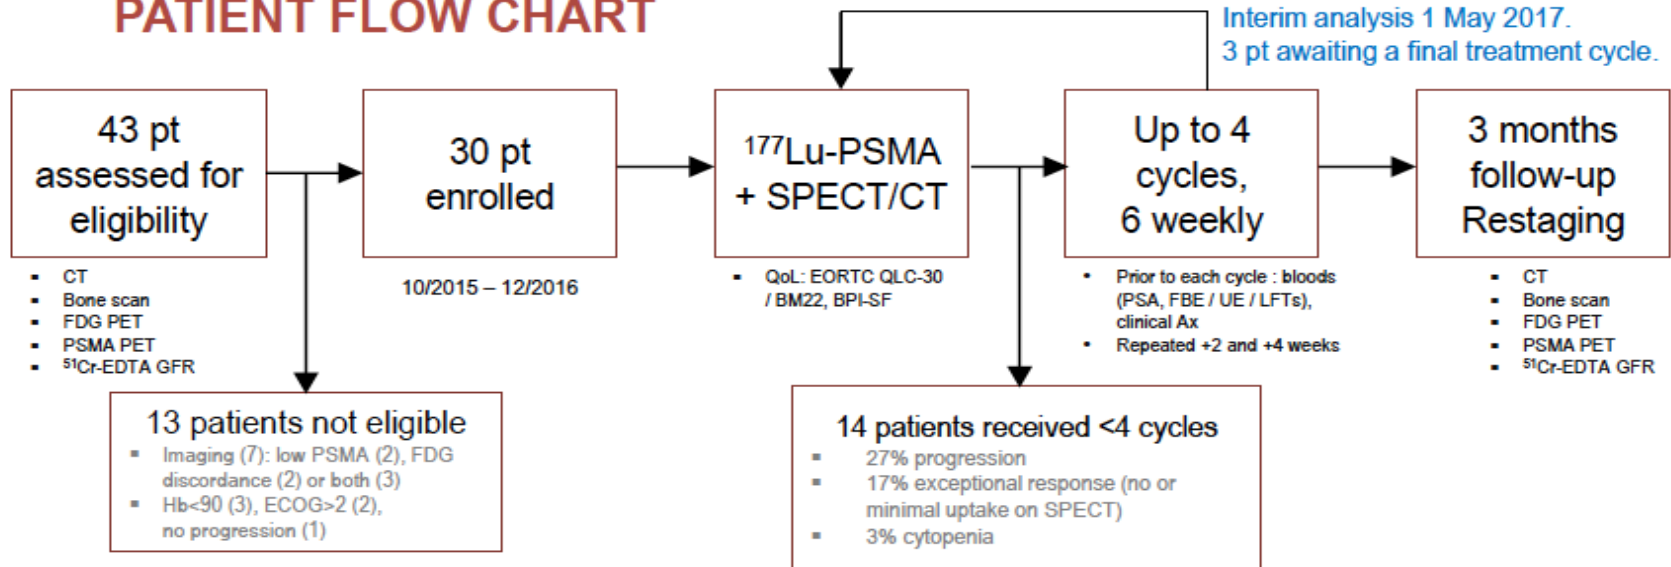 PATIENT FLOW CHART
Interim analysis 1 May 2017.
3 pt awaiting a final treatment cycle.
43 pt
assessed for
eligibility
▪ CT
▪ Bone scan
▪ FDG PET
▪ PSMA PET
▪ ⁵¹Cr-EDTA GFR
30 pt
enrolled
10/2015 – 12/2016
¹⁷⁷Lu-PSMA
+ SPECT/CT
▪ QoL: EORTC QLC-30
/ BM22, BPI-SF
Up to 4
cycles,
6 weekly
• Prior to each cycle : bloods
(PSA, FBE / UE / LFTs),
clinical Ax
• Repeated +2 and +4 weeks
3 months
follow-up
Restaging
▪ CT
▪ Bone scan
▪ FDG PET
▪ PSMA PET
▪ ⁵¹Cr-EDTA GFR
13 patients not eligible
▪ Imaging (7): low PSMA (2), FDG
discordance (2) or both (3)
▪ Hb<90 (3), ECOG>2 (2),
no progression (1)
14 patients received <4 cycles
▪ 27% progression
▪ 17% exceptional response (no or
minimal uptake on SPECT)
▪ 3% cytopenia